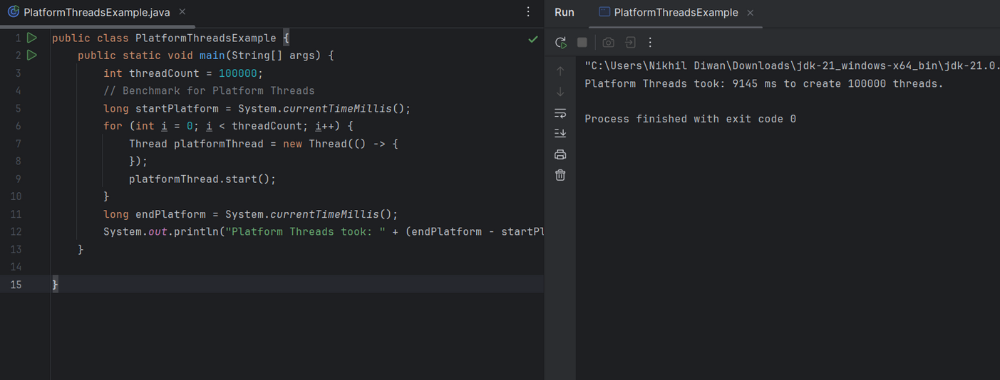 PlatformThreadsExample.java
1 public class PlatformThreadsExample {
2 public static void main(String[] args) {
3 int threadCount = 100000;
4 // Benchmark for Platform Threads
5 long startPlatform = System.currentTimeMillis();
6 for (int i = 0; i < threadCount; i++) {
7 Thread platformThread = new Thread(() -> {
8 });
9 platformThread.start();
10 }
11 long endPlatform = System.currentTimeMillis();
12 System.out.println("Platform Threads took: " + (endPlatform - startPl
13 }
14
15 }
Run PlatformThreadsExample
"C:\Users\Nikhil Diwan\Downloads\jdk-21_windows-x64_bin\jdk-21.0.
Platform Threads took: 9145 ms to create 100000 threads.
Process finished with exit code 0